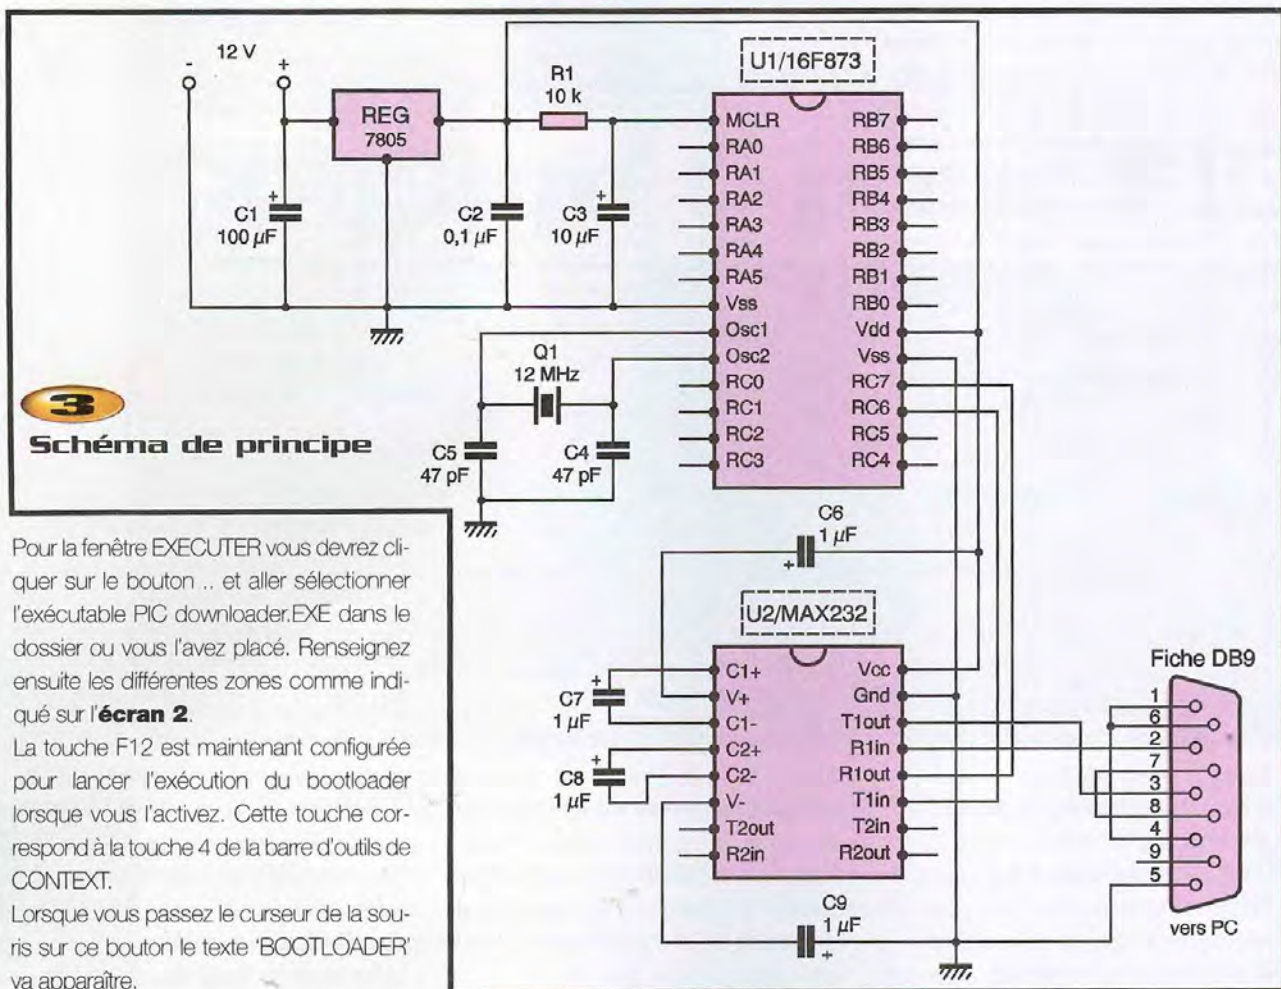 12 V
- +
REG
7805
R1
10 k
C1
100 µF
C2
0,1 µF
C3
10 µF
U1/16F873
MCLR
RA0
RA1
RA2
RA3
RA4
RA5
Vss
Osc1
Osc2
RC0
RC1
RC2
RC3
RB7
RB6
RB5
RB4
RB3
RB2
RB1
RB0
Vdd
Vss
RC7
RC6
RC5
RC4
Q1
12 MHz
C5
47 pF
C4
47 pF
3
Schéma de principe
Pour la fenêtre EXECUTER vous devrez cli-
quer sur le bouton .. et aller sélectionner
l'exécutable PIC downloader.EXE dans le
dossier ou vous l'avez placé. Renseignez
ensuite les différentes zones comme indi-
qué sur l'écran 2.
La touche F12 est maintenant configurée
pour lancer l'exécution du bootloader
lorsque vous l'activez. Cette touche cor-
respond à la touche 4 de la barre d'outils de
CONTEXT.
Lorsque vous passez le curseur de la sou-
ris sur ce bouton le texte 'BOOTLOADER'
va apparaître.
C6
1 µF
+
U2/MAX232
C1+
V+
C1-
C2+
C2-
V-
T2out
R2in
Vcc
Gnd
T1out
R1in
R1out
T1in
T2in
R2out
+
C7
1 µF
+
C8
1 µF
C9
1 µF
+
Fiche DB9
1
6
2
7
3
8
4
9
5
vers PC